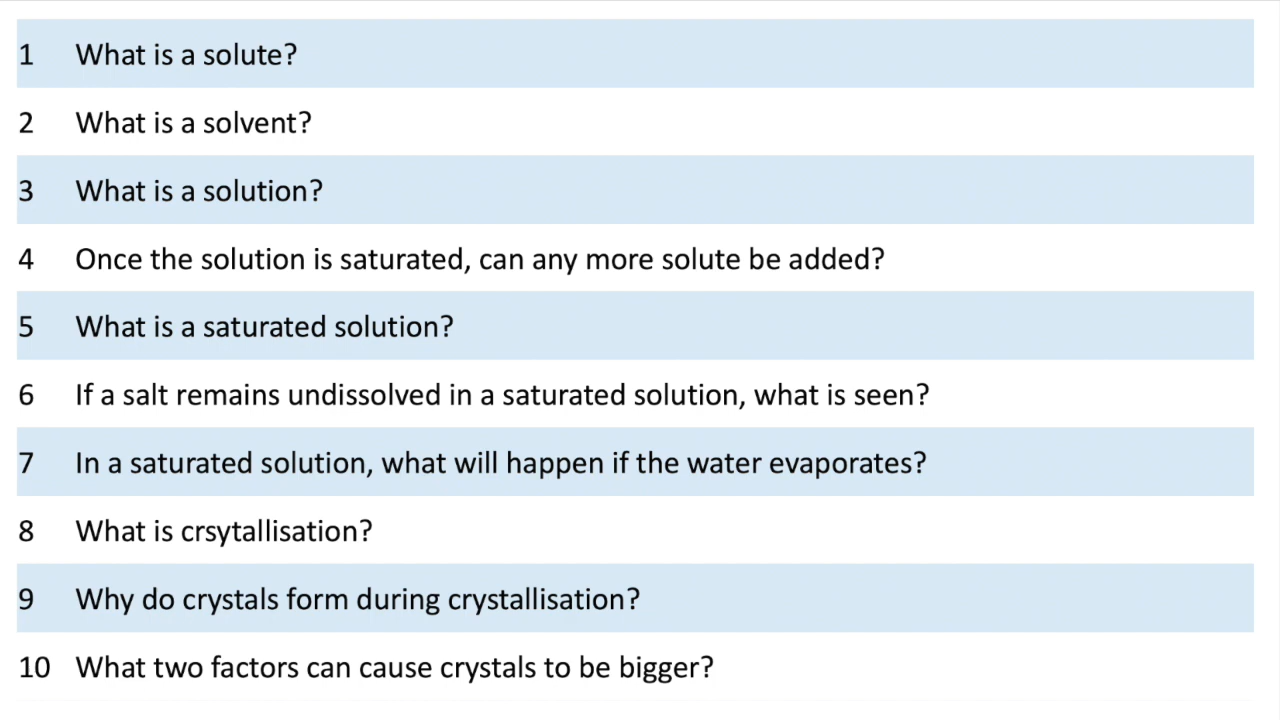 1 What is a solute?
2 What is a solvent?
3 What is a solution?
4 Once the solution is saturated, can any more solute be added?
5 What is a saturated solution?
6 If a salt remains undissolved in a saturated solution, what is seen?
7 In a saturated solution, what will happen if the water evaporates?
8 What is crsytallisation?
9 Why do crystals form during crystallisation?
10 What two factors can cause crystals to be bigger?